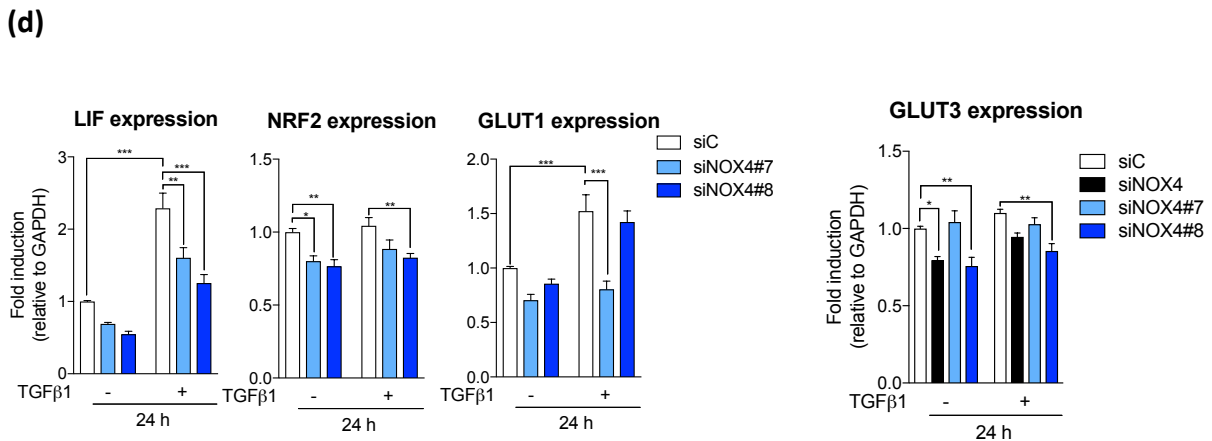 (d)
LIF expression
Fold induction
(relative to GAPDH)
3
2
1
0
***
***
**
TGFβ1
-
+
24 h
NRF2 expression
1.5
1.0
0.5
0.0
**
*
**
TGFβ1
-
+
24 h
GLUT1 expression
2.0
1.5
1.0
0.5
0.0
***
***
TGFβ1
-
+
24 h
siC
siNOX4#7
siNOX4#8
GLUT3 expression
Fold induction
(relative to GAPDH)
1.5
1.0
0.5
0.0
**
*
**
TGFβ1
-
+
24 h
siC
siNOX4
siNOX4#7
siNOX4#8